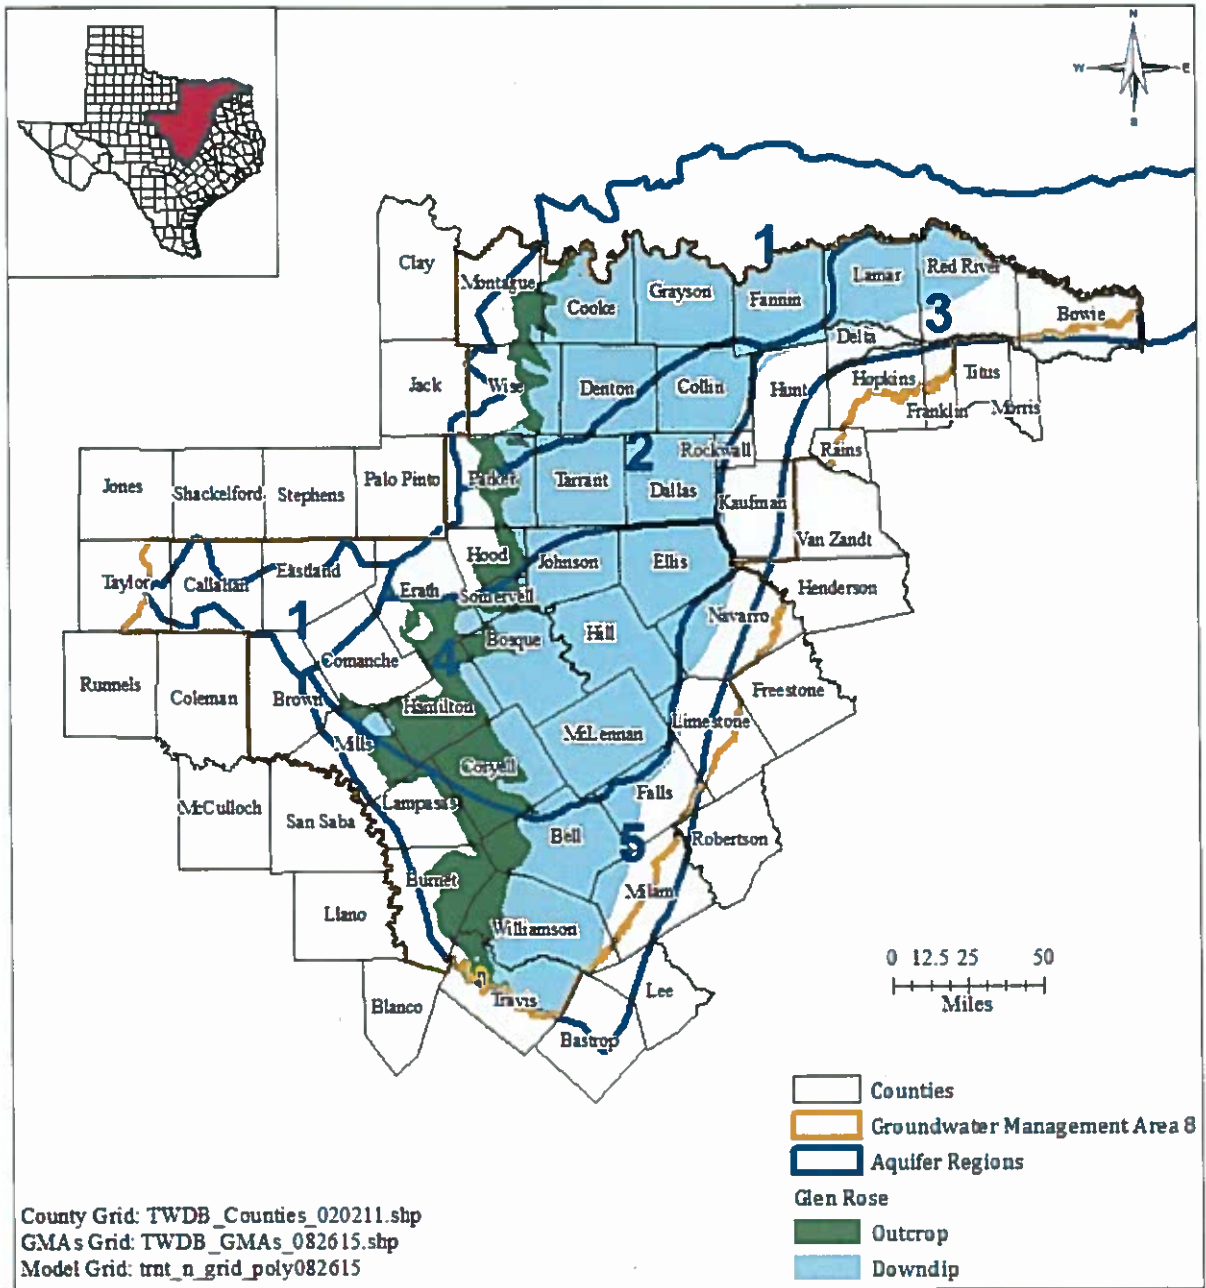 N
W E
S
1
Clay
Montague
Cooke
Grayson
Fannin
Lamar
Red River
3
Bowie
Delta
Jack
Wise
Denton
Collin
Hunt
Hopkins
Titus
Franklin
Morris
2
Rockwall
Rains
Jones
Shackelford
Stephens
Palo Pinto
Parker
Tarrant
Dallas
Kaufman
Van Zandt
Hood
Johnson
Ellis
Taylor
Callahan
Eastland
Erath
Somervell
Henderson
Navarro
1
Bosque
Hill
4
Comanche
Runnels
Coleman
Brown
Hamilton
Freestone
Limestone
McLennan
Mills
Coryell
McCulloch
San Saba
Lampasas
Falls
Bell
5
Robertson
Burnet
Milam
Llano
Williamson
Travis
Lee
Blanco
Bastrop
0 12.5 25 50
Miles
Counties
Groundwater Management Area 8
Aquifer Regions
Glen Rose
Outcrop
Downdip
County Grid: TWDB_Counties_020211.shp
GMAs Grid: TWDB_GMAs_082615.shp
Model Grid: trnt_n_grid_poly082615